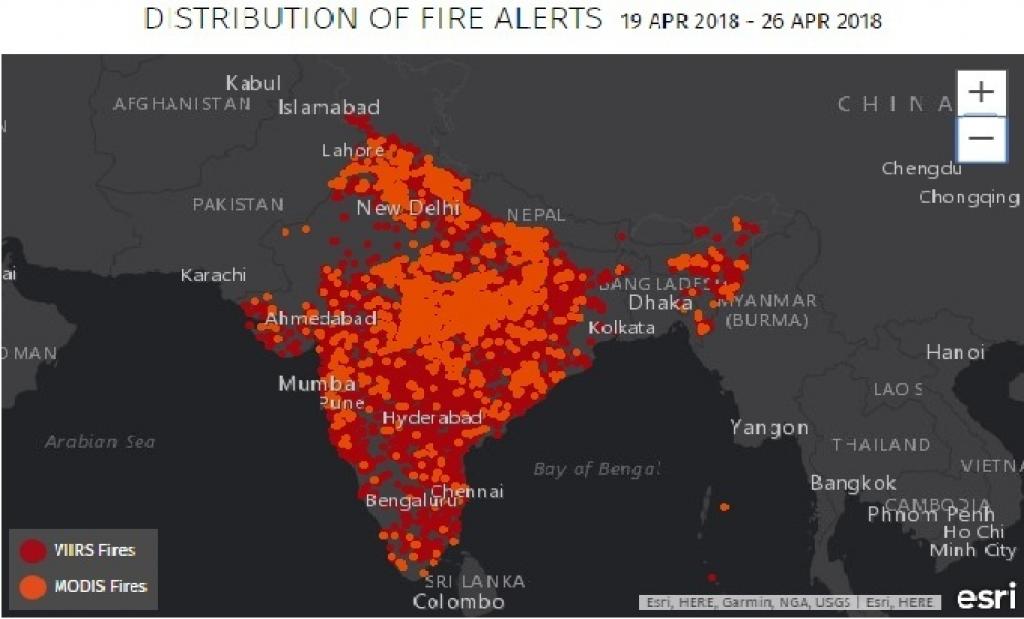 DISTRIBUTION OF FIRE ALERTS 19 APR 2018 - 26 APR 2018
Kabul
AFGHANISTAN
Islamabad
CHINA
+
−
Lahore
Chengdu
Chongqing
PAKISTAN
New Delhi
NEPAL
Karachi
ai
BANGLADESH
Dhaka
MYANMAR
(BURMA)
Ahmedabad
Kolkata
OMAN
Hanoi
Mumba
Pune
LAOS
Hyderabad
Yangon
Arabian Sea
THAILAND
Bay of Bengal
VIETNA
Bangkok
Chennai
Bengaluru
CAMBODIA
Phnom Penh
Ho Chi
Minh City
VIIRS Fires
MODIS Fires
SRI LANKA
Colombo
Esri, HERE, Garmin, NGA, USGS | Esri, HERE
esri